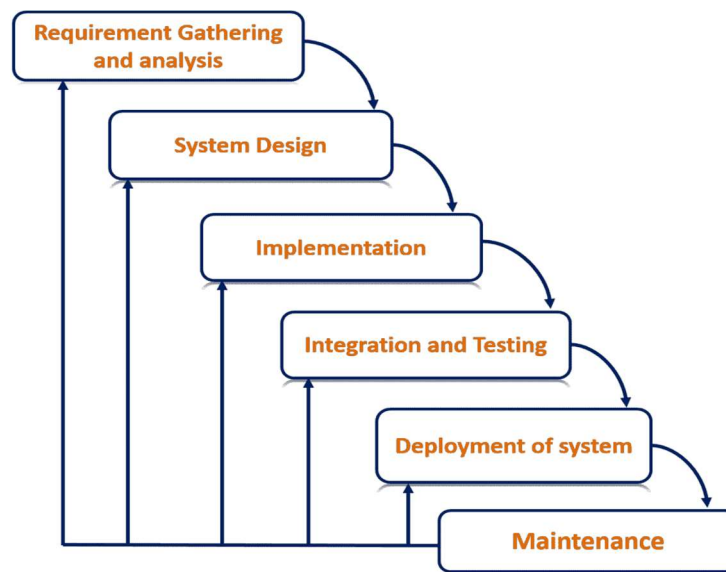 Requirement Gathering
and analysis
System Design
Implementation
Integration and Testing
Deployment of system
Maintenance